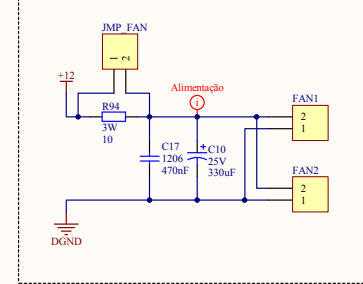 JMP_FAN
1 2
+12
R94
3W
10
Alimentação
i
C17
1206
470nF
+
C10
25V
330uF
FAN1
2
1
FAN2
2
1
DGND